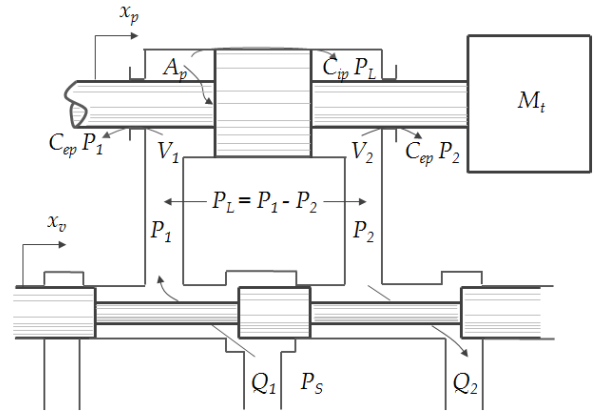 x_p
A_p
C_ip P_L
M_t
C_ep P_1
V_1
V_2
C_ep P_2
P_L = P_1 - P_2
x_v
P_1
P_2
Q_1
P_S
Q_2